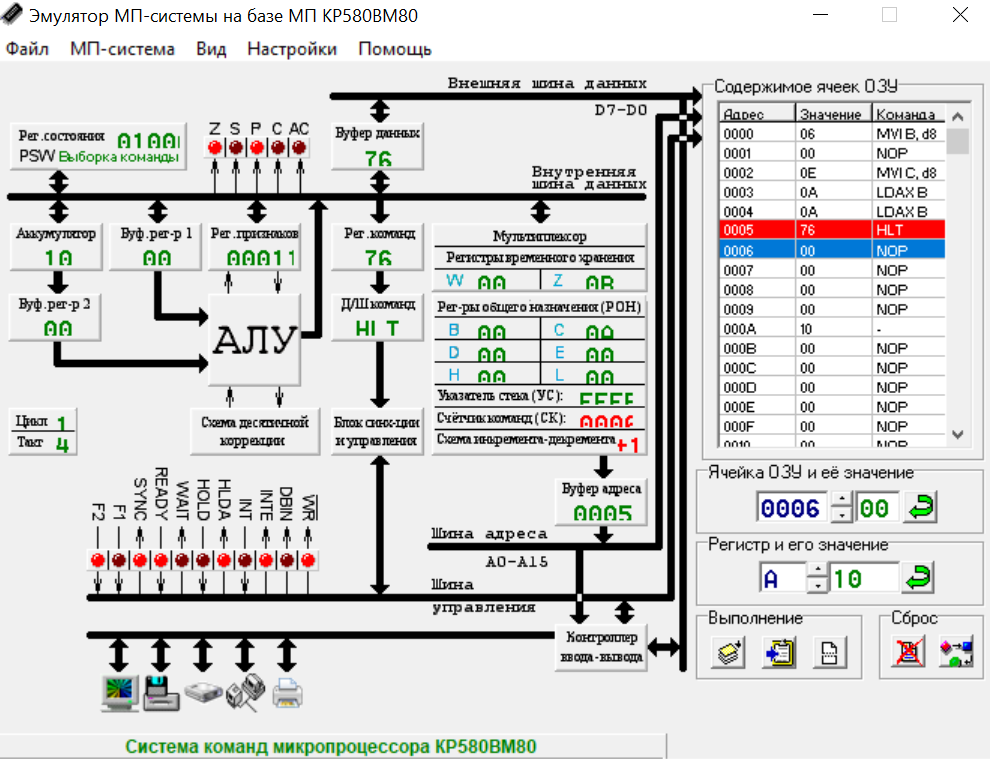 Эмулятор МП-системы на базе МП КР580ВМ80
Файл МП-система Вид Настройки Помощь
Внешняя шина данных
D7-D0
Рег.состояния
PSW Выборка команды
Z S P C AC
Буфер данных
76
Внутренняя
шина данных
Аккумулятор
10
Буф.рег-р 1
00
Рег.признаков
00011
Рег.команд
76
Мультиплексор
Регистры временного хранения
W 00 Z 0B
Буф.рег-р 2
00
АЛУ
Д/Ш команд
HLT
Рег-ры общего назначения (РОН)
B 00 C 0A
D 00 E 00
H 00 L 00
Указатель стека (УС): FFFF
Счётчик команд (СК): 0006
Схема инкремента-декремента +1
Цикл 1
Такт 4
Схема десятичной
коррекции
Блок синх-ции
и управления
Буфер адреса
0005
F2 F1 SYNC READY WAIT HOLD HLDA INT INTE DBIN WR
Шина адреса
A0-A15
Шина
управления
Контроллер
ввода-вывода
Система команд микропроцессора КР580ВМ80
Содержимое ячеек ОЗУ
Адрес Значение Команда
0000 06 MVI B, d8
0001 00 NOP
0002 0E MVI C, d8
0003 0A LDAX B
0004 0A LDAX B
0005 76 HLT
0006 00 NOP
0007 00 NOP
0008 00 NOP
0009 00 NOP
000A 10 -
000B 00 NOP
000C 00 NOP
000D 00 NOP
000E 00 NOP
000F 00 NOP
0010 00 NOP
Ячейка ОЗУ и её значение
0006 00
Регистр и его значение
A 10
Выполнение
Сброс